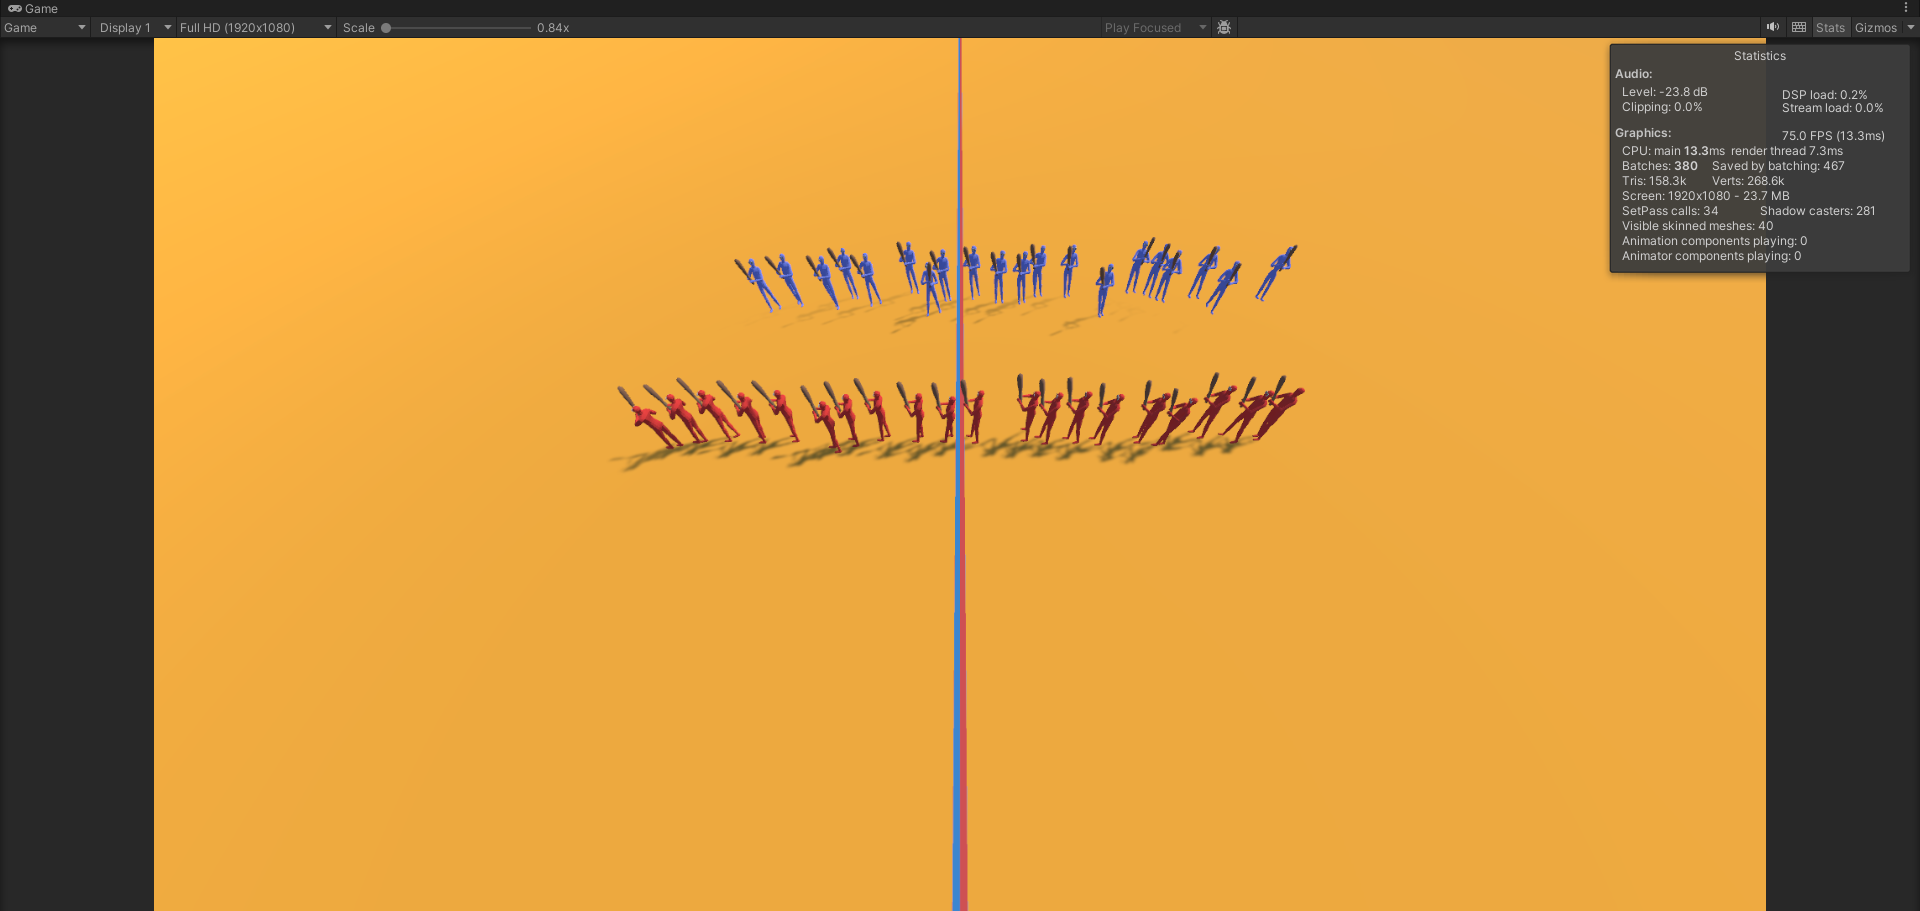 Game
Game Display 1 Full HD (1920x1080) Scale 0.84x Play Focused Stats Gizmos
Statistics
Audio:
Level: -23.8 dB DSP load: 0.2%
Clipping: 0.0% Stream load: 0.0%
Graphics: 75.0 FPS (13.3ms)
CPU: main 13.3ms render thread 7.3ms
Batches: 380 Saved by batching: 467
Tris: 158.3k Verts: 268.6k
Screen: 1920x1080 - 23.7 MB
SetPass calls: 34 Shadow casters: 281
Visible skinned meshes: 40
Animation components playing: 0
Animator components playing: 0